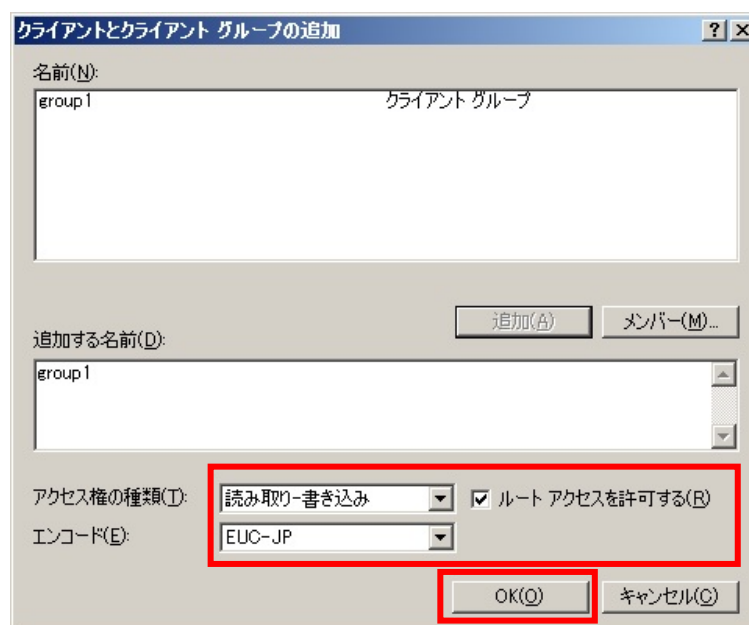 クライアントとクライアント グループの追加
名前(N):
group1 クライアント グループ
追加(A) メンバー(M)...
追加する名前(D):
group1
アクセス権の種類(T): 読み取り-書き込み ルート アクセスを許可する(R)
エンコード(E): EUC-JP
OK(O) キャンセル(C)